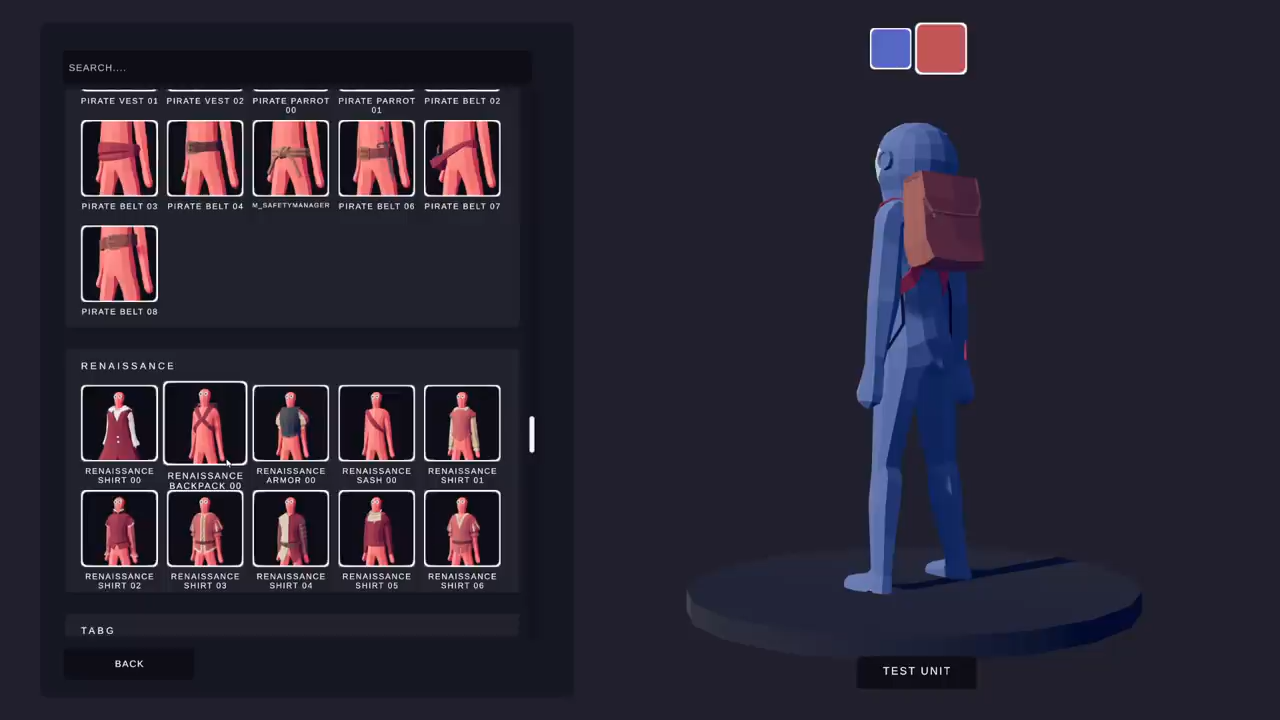 SEARCH....
PIRATE VEST 01 PIRATE VEST 02 PIRATE PARROT PIRATE PARROT PIRATE BELT 02
00 01
PIRATE BELT 03 PIRATE BELT 04 M_SAFETYMANAGER PIRATE BELT 06 PIRATE BELT 07
PIRATE BELT 08
RENAISSANCE
RENAISSANCE RENAISSANCE RENAISSANCE RENAISSANCE RENAISSANCE
SHIRT 00 BACKPACK 00 ARMOR 00 SASH 00 SHIRT 01
RENAISSANCE RENAISSANCE RENAISSANCE RENAISSANCE RENAISSANCE
SHIRT 02 SHIRT 03 SHIRT 04 SHIRT 05 SHIRT 06
TABG
BACK
TEST UNIT